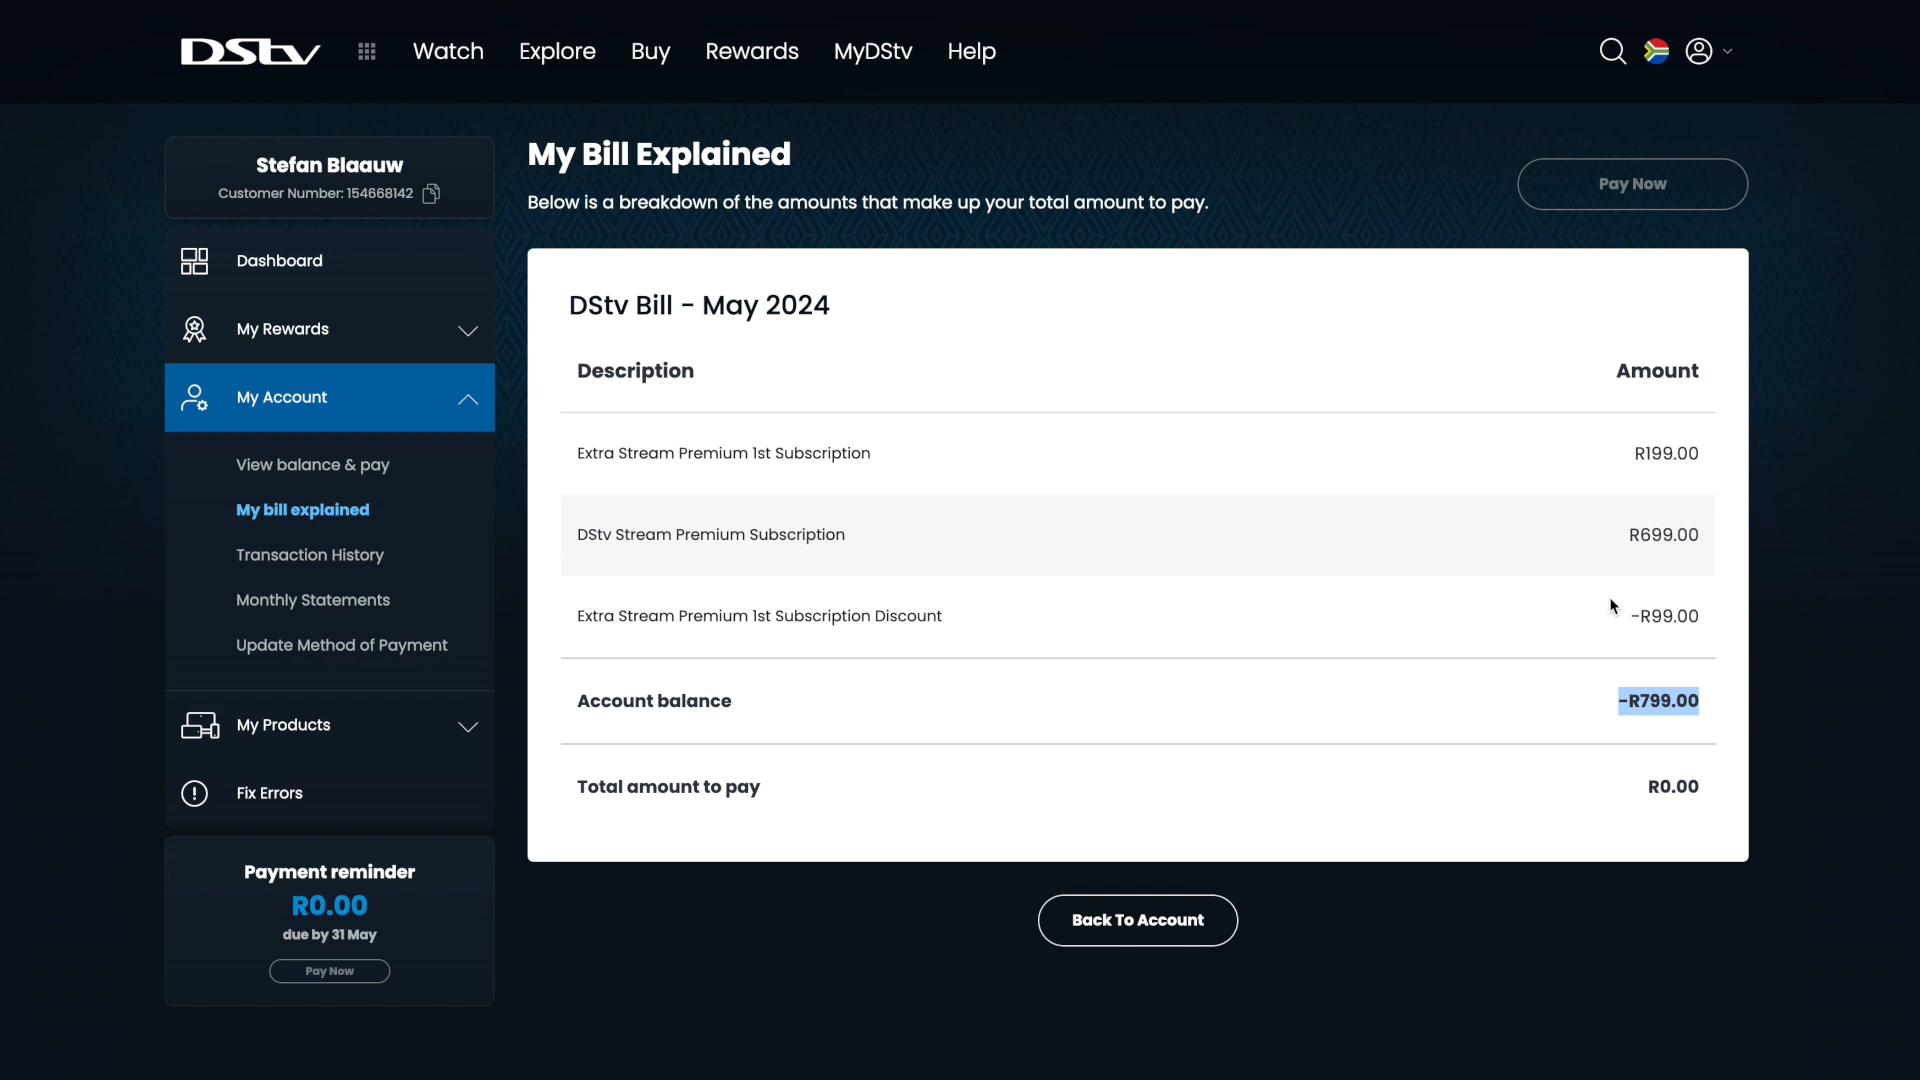 DStv
Watch
Explore
Buy
Rewards
MyDStv
Help
Stefan Blaauw
Customer Number: 154668142
Dashboard
My Rewards
My Account
View balance & pay
My bill explained
Transaction History
Monthly Statements
Update Method of Payment
My Products
Fix Errors
Payment reminder
R0.00
due by 31 May
Pay Now
My Bill Explained
Below is a breakdown of the amounts that make up your total amount to pay.
Pay Now
DStv Bill - May 2024
Description Amount
Extra Stream Premium 1st Subscription R199.00
DStv Stream Premium Subscription R699.00
Extra Stream Premium 1st Subscription Discount -R99.00
Account balance -R799.00
Total amount to pay R0.00
Back To Account